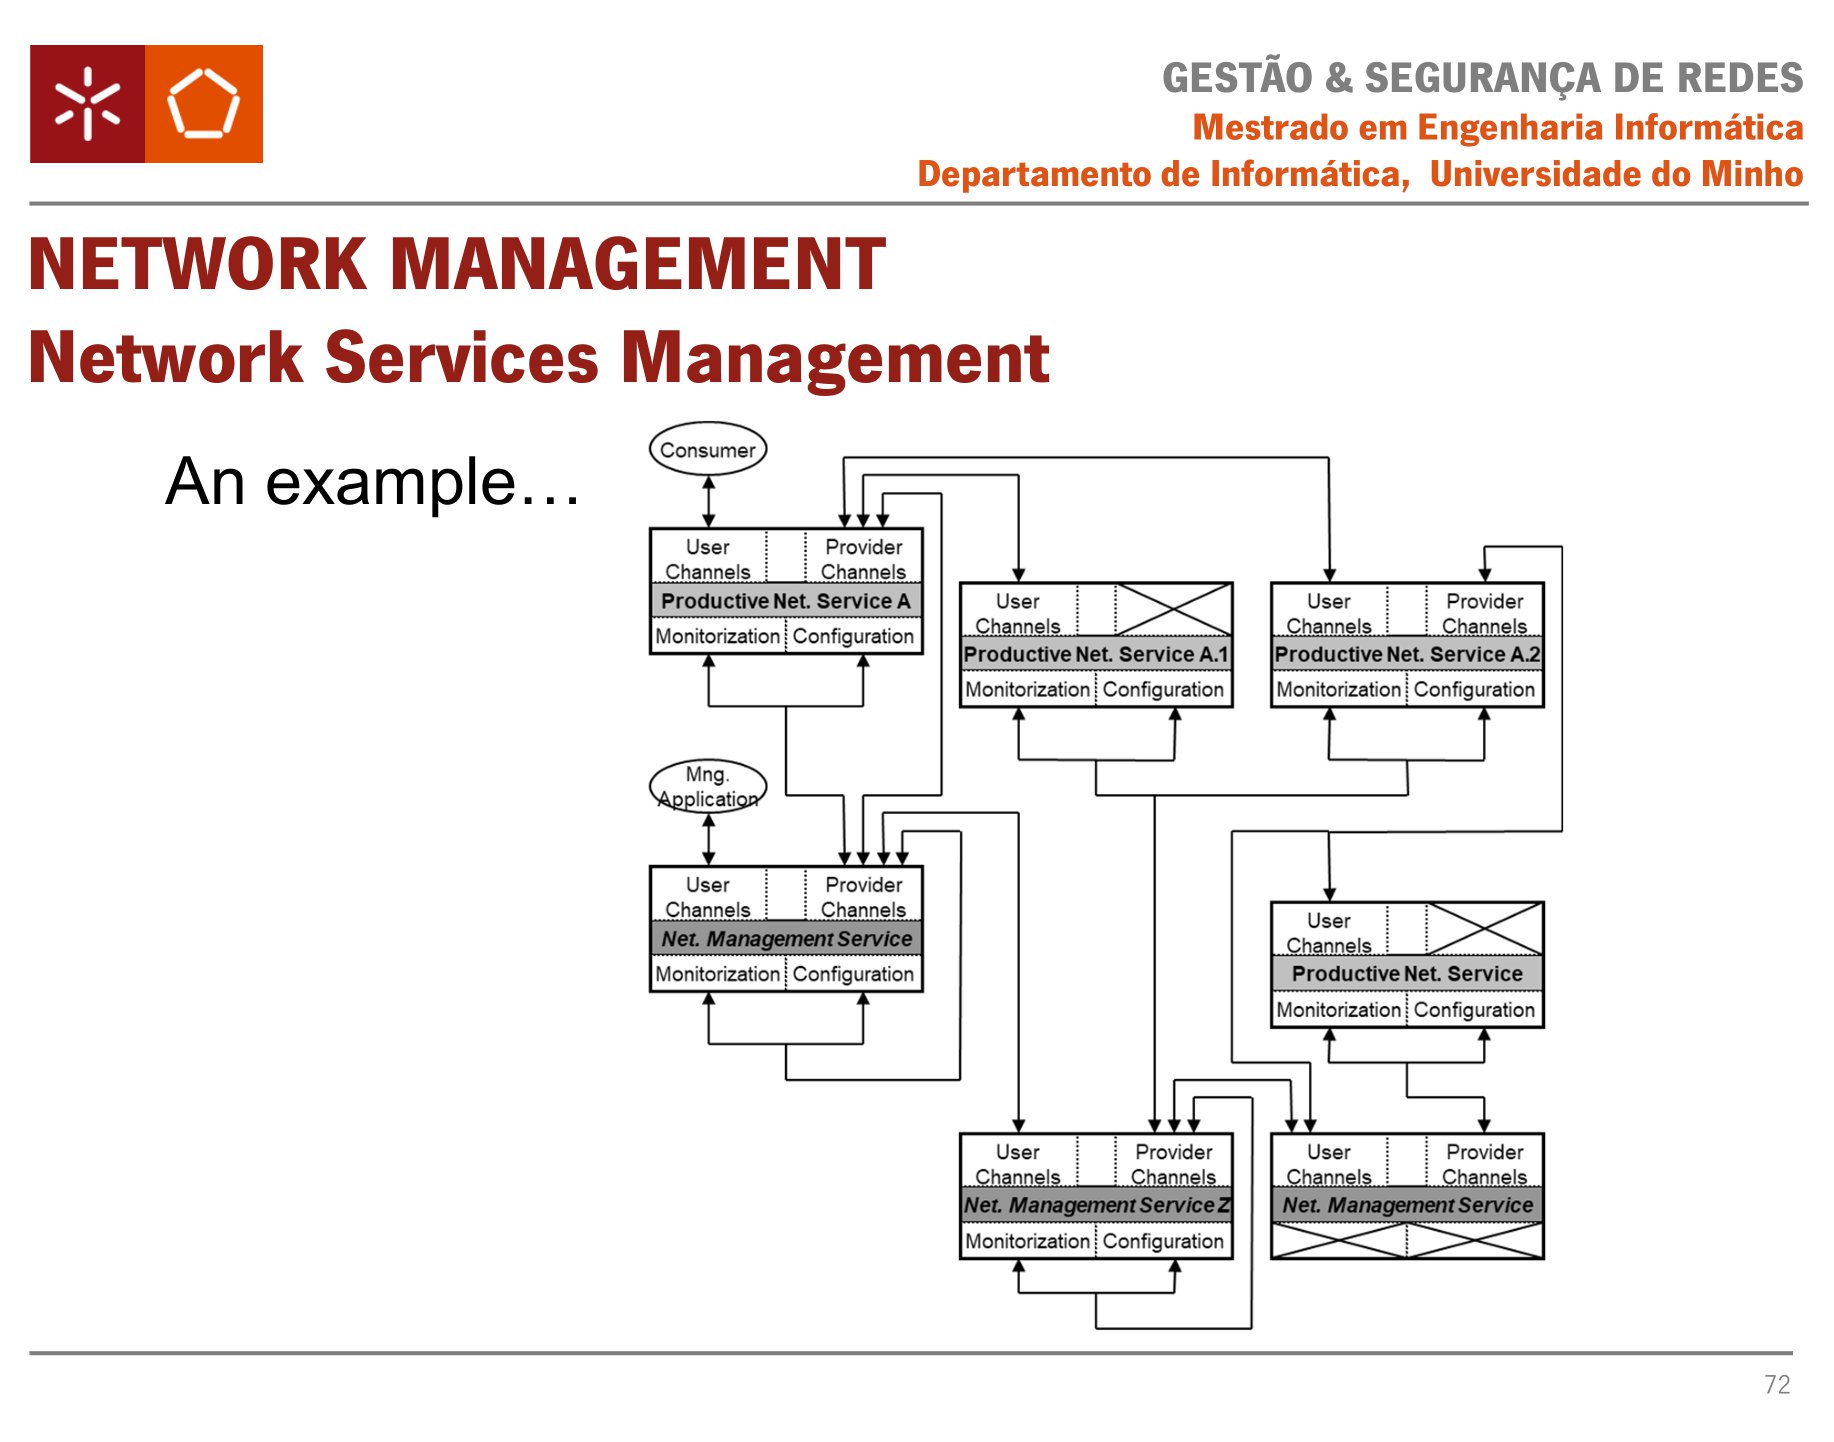 GESTÃO & SEGURANÇA DE REDES
Mestrado em Engenharia Informática
Departamento de Informática, Universidade do Minho
NETWORK MANAGEMENT
Network Services Management
An example…
Consumer
User
Channels
Provider
Channels
Productive Net. Service A
Monitorization
Configuration
User
Channels
Productive Net. Service A.1
Monitorization
Configuration
User
Channels
Provider
Channels
Productive Net. Service A.2
Monitorization
Configuration
Mng.
Application
User
Channels
Provider
Channels
Net. Management Service
Monitorization
Configuration
User
Channels
Productive Net. Service
Monitorization
Configuration
User
Channels
Provider
Channels
Net. Management Service Z
Monitorization
Configuration
User
Channels
Provider
Channels
Net. Management Service
72